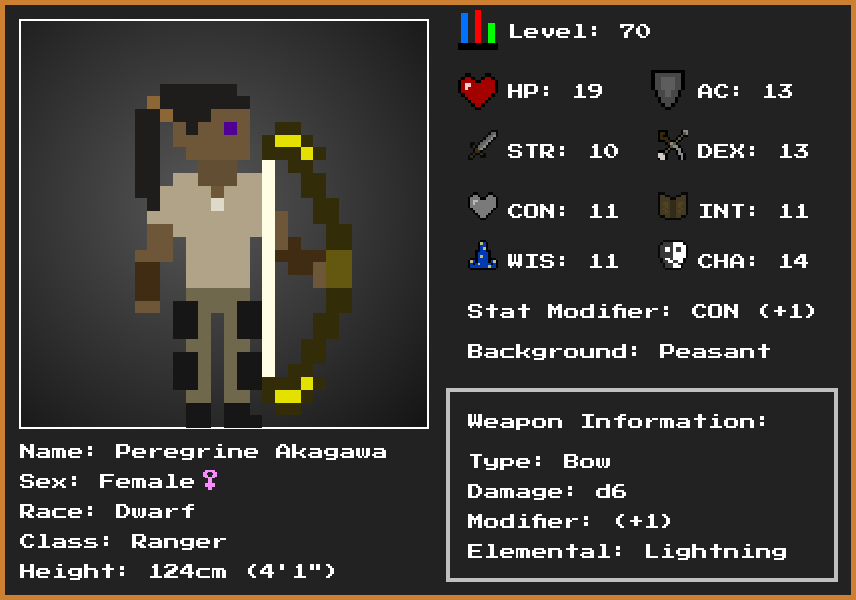 Level: 70
HP: 19
AC: 13
STR: 10
DEX: 13
CON: 11
INT: 11
WIS: 11
CHA: 14
Stat Modifier: CON (+1)
Background: Peasant
Weapon Information:
Type: Bow
Damage: d6
Modifier: (+1)
Elemental: Lightning
Name: Peregrine Akagawa
Sex: Female♀
Race: Dwarf
Class: Ranger
Height: 124cm (4'1")